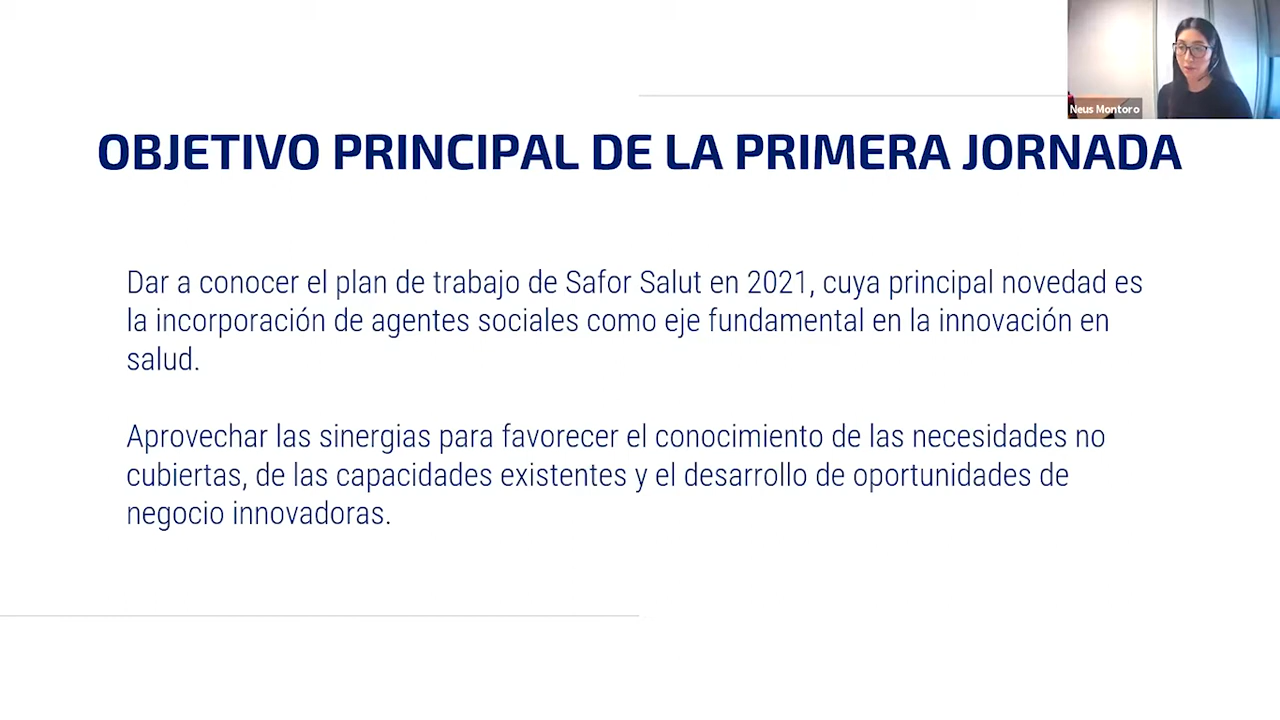 Neus Montoro
OBJETIVO PRINCIPAL DE LA PRIMERA JORNADA
Dar a conocer el plan de trabajo de Safor Salut en 2021, cuya principal novedad es
la incorporación de agentes sociales como eje fundamental en la innovación en
salud.
Aprovechar las sinergias para favorecer el conocimiento de las necesidades no
cubiertas, de las capacidades existentes y el desarrollo de oportunidades de
negocio innovadoras.